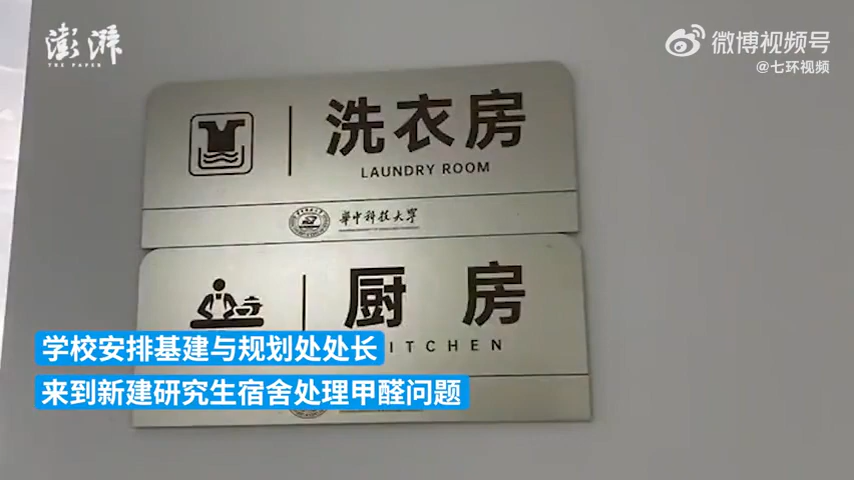 澎湃
THE PAPER
微博视频号
@七环视频
洗衣房
LAUNDRY ROOM
華中科技大学
厨 房
ITCHEN
学校安排基建与规划处处长
来到新建研究生宿舍处理甲醛问题